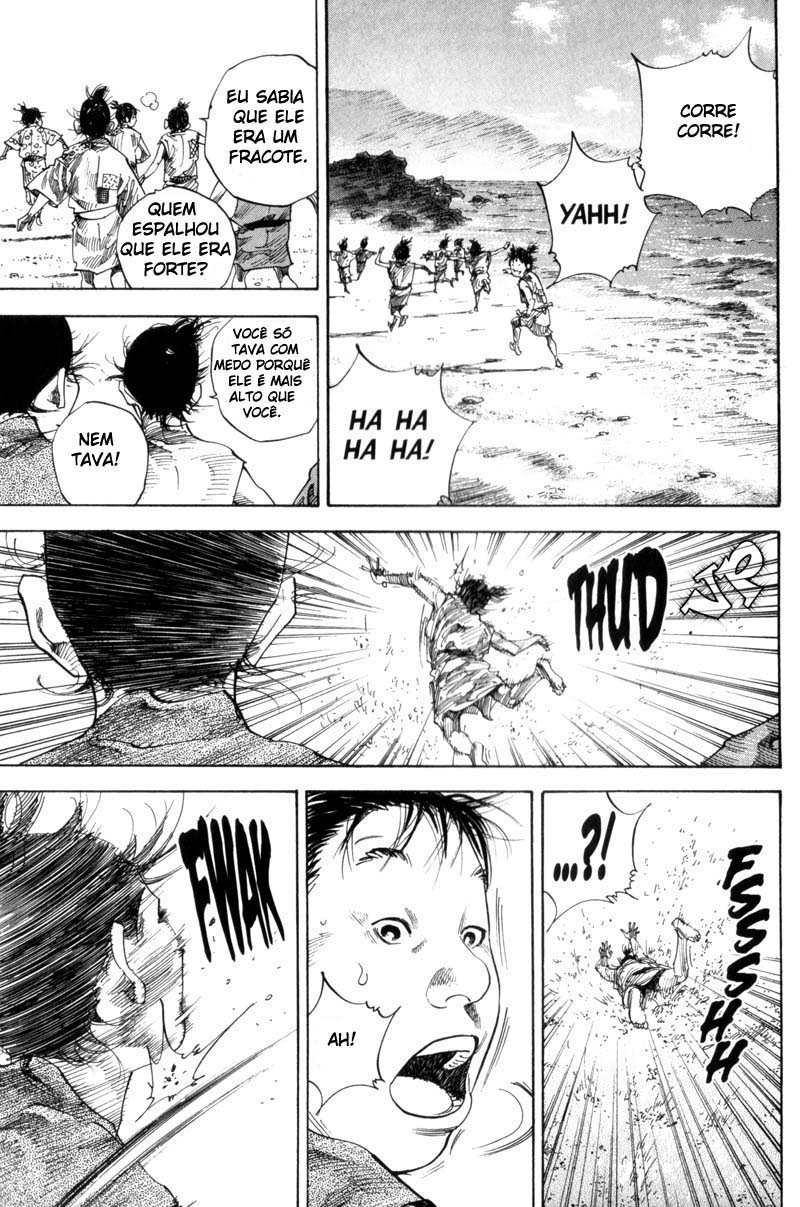 CORRE
CORRE!
YAHH!
HA HA
HA HA!
EU SABIA
QUE ELE
ERA UM
FRACOTE.
QUEM
ESPALHOU
QUE ELE ERA
FORTE?
VOCÊ SÓ
TAVA COM
MEDO PORQUÊ
ELE É MAIS
ALTO QUE
VOCÊ.
NEM
TAVA!
THUD
FSSSHH
...?!
AH!
FWAK